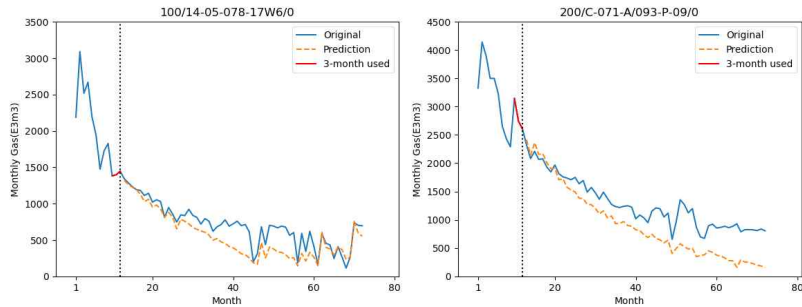 100/14-05-078-17W6/0
3500
3000
2500
2000
1500
1000
500
0
Monthly Gas(E3m3)
Original
Prediction
3-month used
1
20
40
60
80
Month
200/C-071-A/093-P-09/0
4500
4000
3500
3000
2500
2000
1500
1000
500
0
Monthly Gas(E3m3)
Original
Prediction
3-month used
1
20
40
60
80
Month